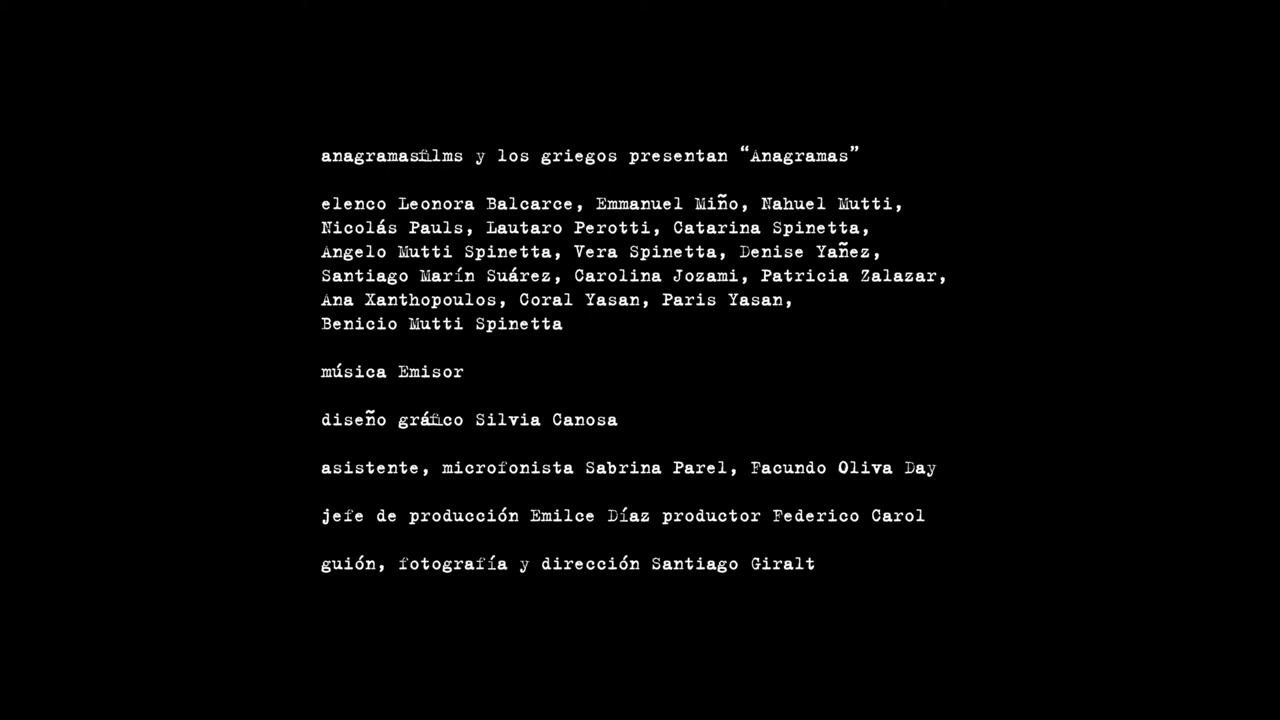 anagramasfilms y los griegos presentan “Anagramas”
elenco Leonora Balcarce, Emmanuel Miño, Nahuel Mutti,
Nicolás Pauls, Lautaro Perotti, Catarina Spinetta,
Angelo Mutti Spinetta, Vera Spinetta, Denise Yañez,
Santiago Marín Suárez, Carolina Jozami, Patricia Zalazar,
Ana Xanthopoulos, Coral Yasan, Paris Yasan,
Benicio Mutti Spinetta
música Emisor
diseño gráfico Silvia Canosa
asistente, microfonista Sabrina Parel, Facundo Oliva Day
jefe de producción Emilce Díaz productor Federico Carol
guión, fotografía y dirección Santiago Giralt